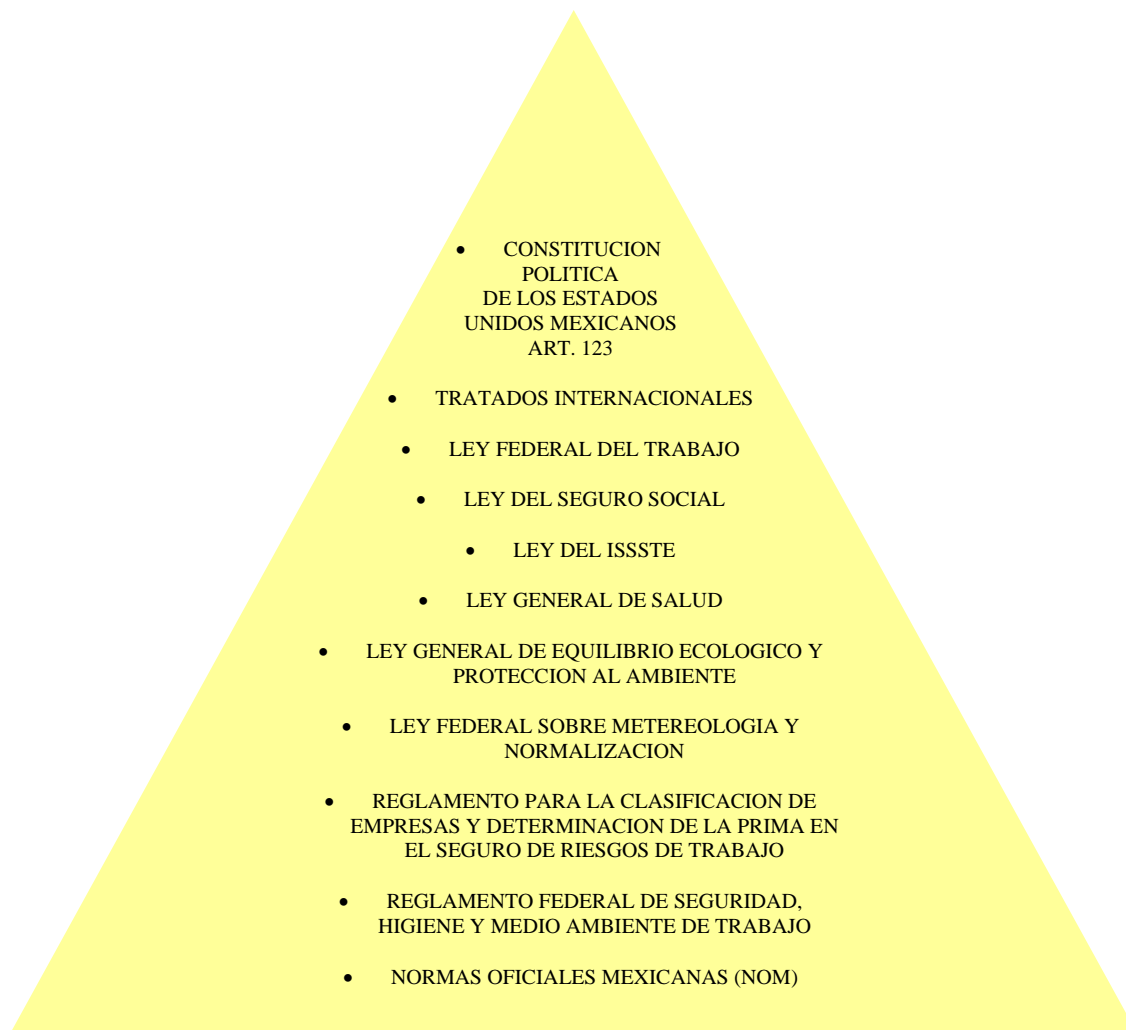 • CONSTITUCION
POLITICA
DE LOS ESTADOS
UNIDOS MEXICANOS
ART. 123
• TRATADOS INTERNACIONALES
• LEY FEDERAL DEL TRABAJO
• LEY DEL SEGURO SOCIAL
• LEY DEL ISSSTE
• LEY GENERAL DE SALUD
• LEY GENERAL DE EQUILIBRIO ECOLOGICO Y
PROTECCION AL AMBIENTE
• LEY FEDERAL SOBRE METEREOLOGIA Y
NORMALIZACION
• REGLAMENTO PARA LA CLASIFICACION DE
EMPRESAS Y DETERMINACION DE LA PRIMA EN
EL SEGURO DE RIESGOS DE TRABAJO
• REGLAMENTO FEDERAL DE SEGURIDAD,
HIGIENE Y MEDIO AMBIENTE DE TRABAJO
• NORMAS OFICIALES MEXICANAS (NOM)